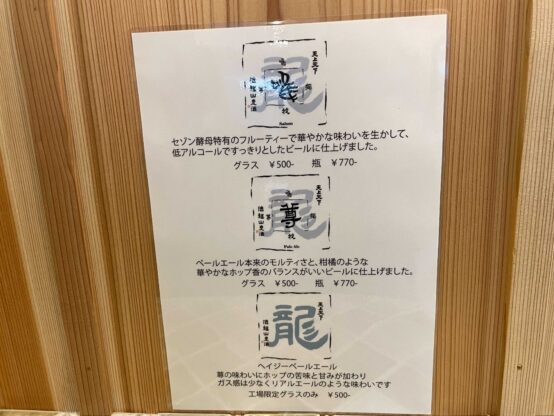 天上天下
龍
Saison
セゾン酵母特有のフルーティーで華やかな味わいを生かして、
低アルコールですっきりとしたビールに仕上げました。
グラス ￥500- 瓶 ￥770-
天上天下
龍
尊
Pale Ale
ペールエール本来のモルティさと、柑橘のような
華やかなホップ香のバランスがいいビールに仕上げました。
グラス ￥500- 瓶 ￥770-
天上天下
龍
ヘイジーペールエール
尊の味わいにホップの苦味と甘みが加わり
ガス感は少なくリアルエールのような味わいです
工場限定グラスのみ ￥500-